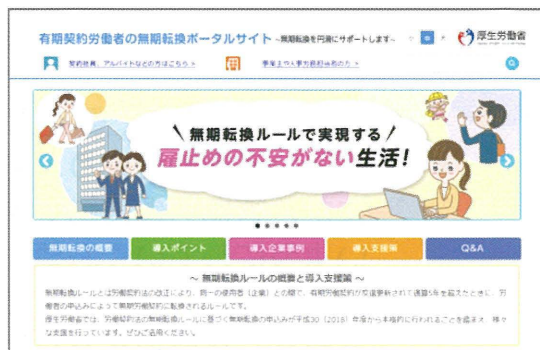 有期契約労働者の無期転換ポータルサイト ~無期転換を円滑にサポートします~
厚生労働省
契約社員、アルバイトなどの方はこちら >
事業主や人事労務担当者の方 >
無期転換ルールで実現する
雇止めの不安がない生活!
無期転換の概要
導入ポイント
導入企業事例
導入支援策
Q&A
~ 無期転換ルールの概要と導入支援策 ~
無期転換ルールとは労働契約法の改正により、同一の使用者(企業)との間で、有期労働契約が反復更新されて通算5年を超えたときに、労
働者の申込みによって無期労働契約に転換されるルールです。
厚生労働省では、労働契約法の無期転換ルールに基づく無期転換の申込みが平成30(2018)年度から本格的に行われることを踏まえ、様々
な支援を行っています。ぜひご活用ください。